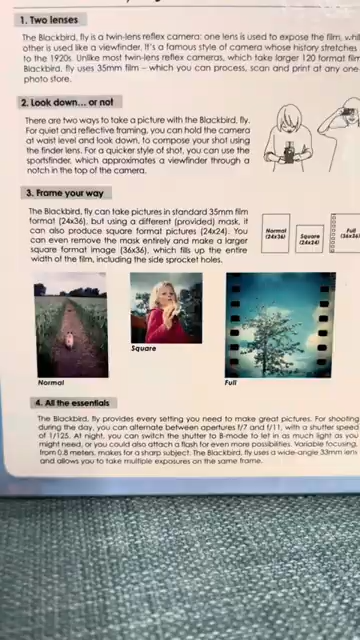 1. Two lenses
The Blackbird, fly is a twin-lens reflex camera: one lens is used to expose the film, whil
other is used like a viewfinder. It's a famous style of camera whose history stretches
to the 1920s. Unlike most twin-lens reflex cameras, which take larger 120 format film
Blackbird, fly uses 35mm film – which you can process, scan and print at any one
photo store.
2. Look down... or not
There are two ways to take a picture with the Blackbird, fly.
For quiet and reflective framing, you can hold the camera
at waist level and look down, to compose your shot using
the finder lens. For a quicker style of shot, you can use the
sportsfinder, which approximates a viewfinder through a
notch in the top of the camera.
3. Frame your way
The Blackbird, fly can take pictures in standard 35mm film
format (24x36), but using a different (provided) mask, it
can also produce square format pictures (24x24). You
can even remove the mask entirely and make a larger
square format image (36x36), which fills up the entire
width of the film, including the side sprocket holes.
Normal
(24x36)
Square
(24x24)
Full
(36x36)
Normal
Square
Full
4. All the essentials
The Blackbird, fly provides every setting you need to make great pictures. For shooting
during the day, you can alternate between apertures f/7 and f/11, with a shutter speed
of 1/125. At night, you can switch the shutter to B-mode to let in as much light as you
might need, or you could also attach a flash for even more possibilities. Variable focusing,
from 0.8 meters, makes for a sharp subject. The Blackbird, fly uses a wide-angle 33mm lens
and allows you to take multiple exposures on the same frame.